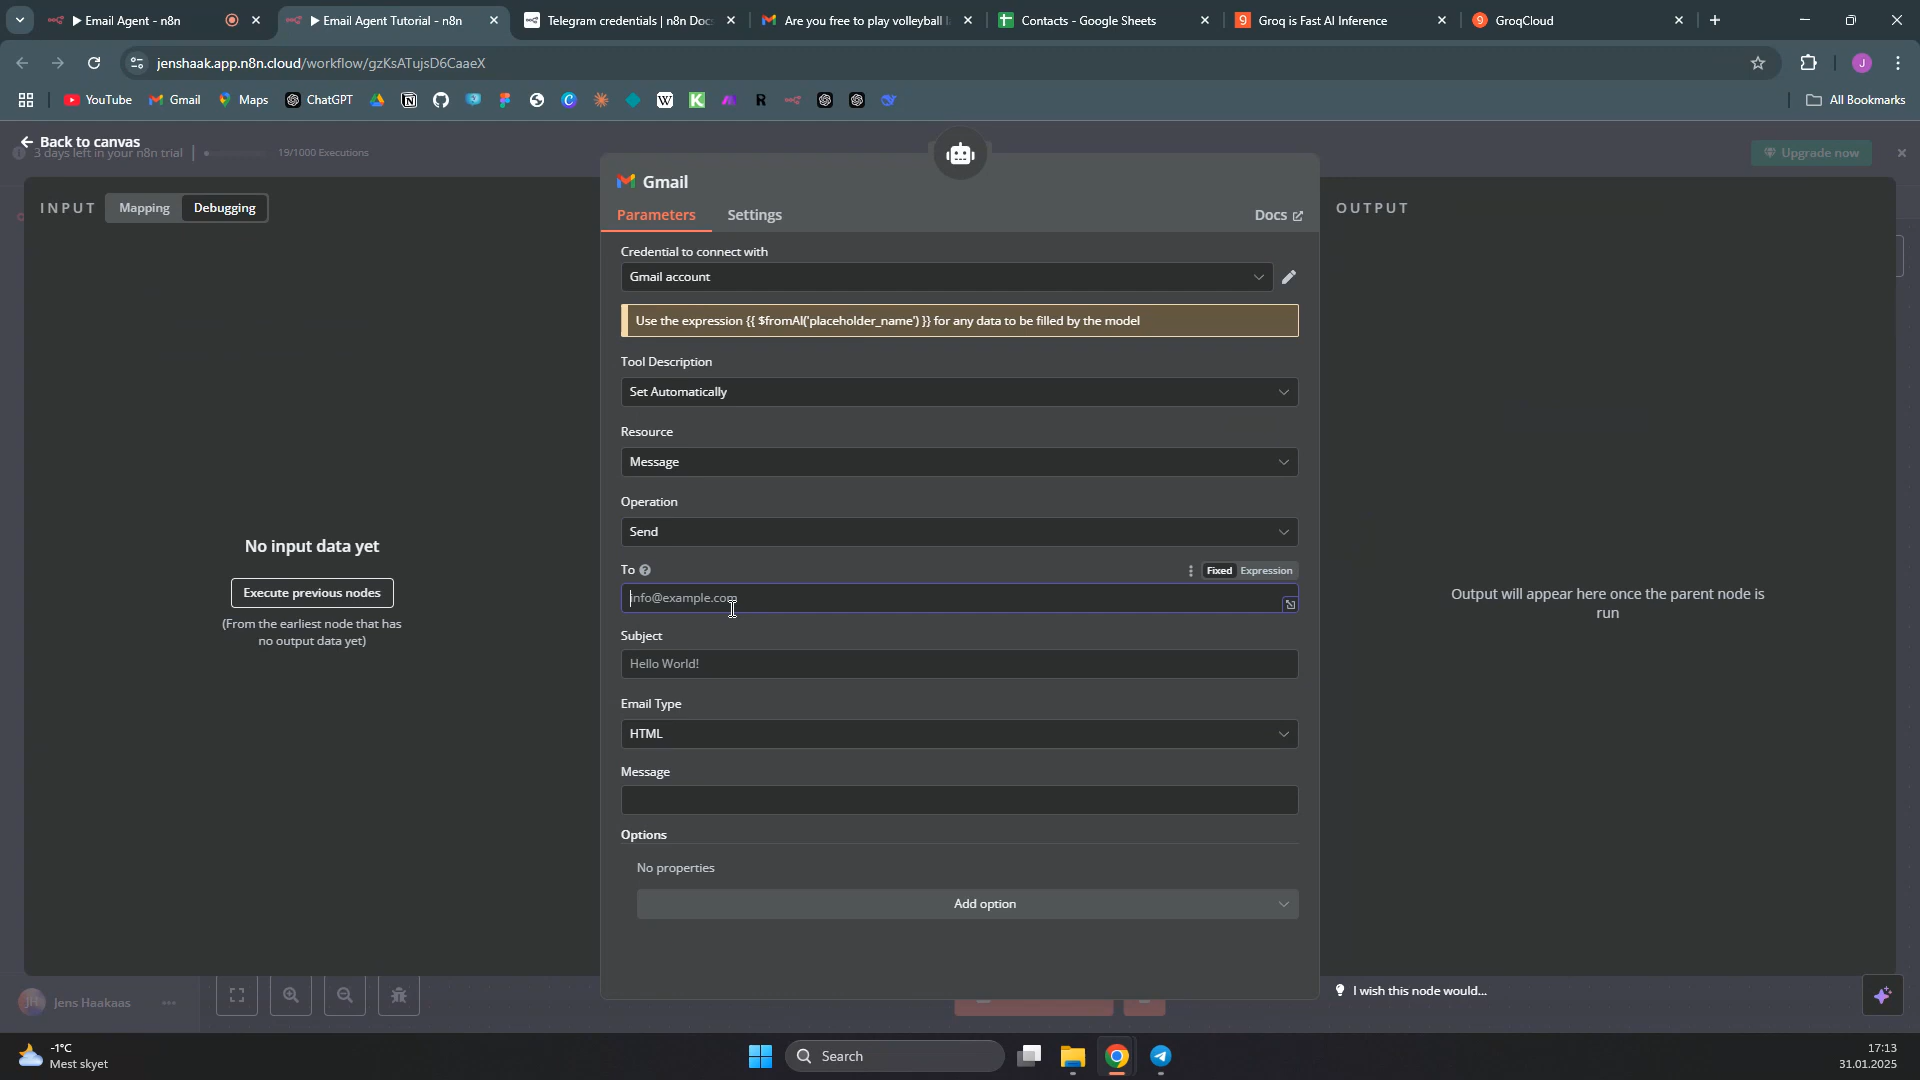 Email Agent - n8n
Email Agent Tutorial - n8n
Telegram credentials | n8n Doc
Are you free to play volleyball
Contacts - Google Sheets
Groq is Fast AI Inference
GroqCloud
jenshaak.app.n8n.cloud/workflow/gzKsATujsD6CaaeX
J
YouTube
Gmail
Maps
ChatGPT
All Bookmarks
Back to canvas
3 days left in your n8n trial
19/1000 Executions
Upgrade now
INPUT
Mapping
Debugging
Gmail
Parameters
Settings
Docs
OUTPUT
Credential to connect with
Gmail account
Use the expression {{ $fromAI('placeholder_name') }} for any data to be filled by the model
Tool Description
Set Automatically
Resource
Message
Operation
Send
No input data yet
Execute previous nodes
(From the earliest node that has
no output data yet)
To
Fixed
Expression
info@example.com
Output will appear here once the parent node is
run
Subject
Hello World!
Email Type
HTML
Message
Options
No properties
Add option
JH
Jens Haakaas
I wish this node would...
-1°C
Mest skyet
Search
17:13
31.01.2025